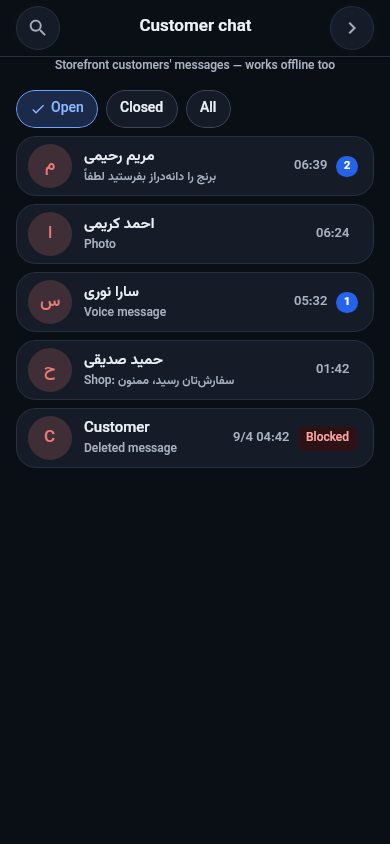 Customer chat
Storefront customers' messages — works offline too
Open
Closed
All
م
مریم رحیمی
برنج را دانه‌دراز بفرستید لطفاً
06:39
2
ا
احمد کریمی
Photo
06:24
س
سارا نوری
Voice message
05:32
1
ح
حمید صدیقی
Shop: سفارش‌تان رسید، ممنون
01:42
C
Customer
Deleted message
9/4 04:42
Blocked